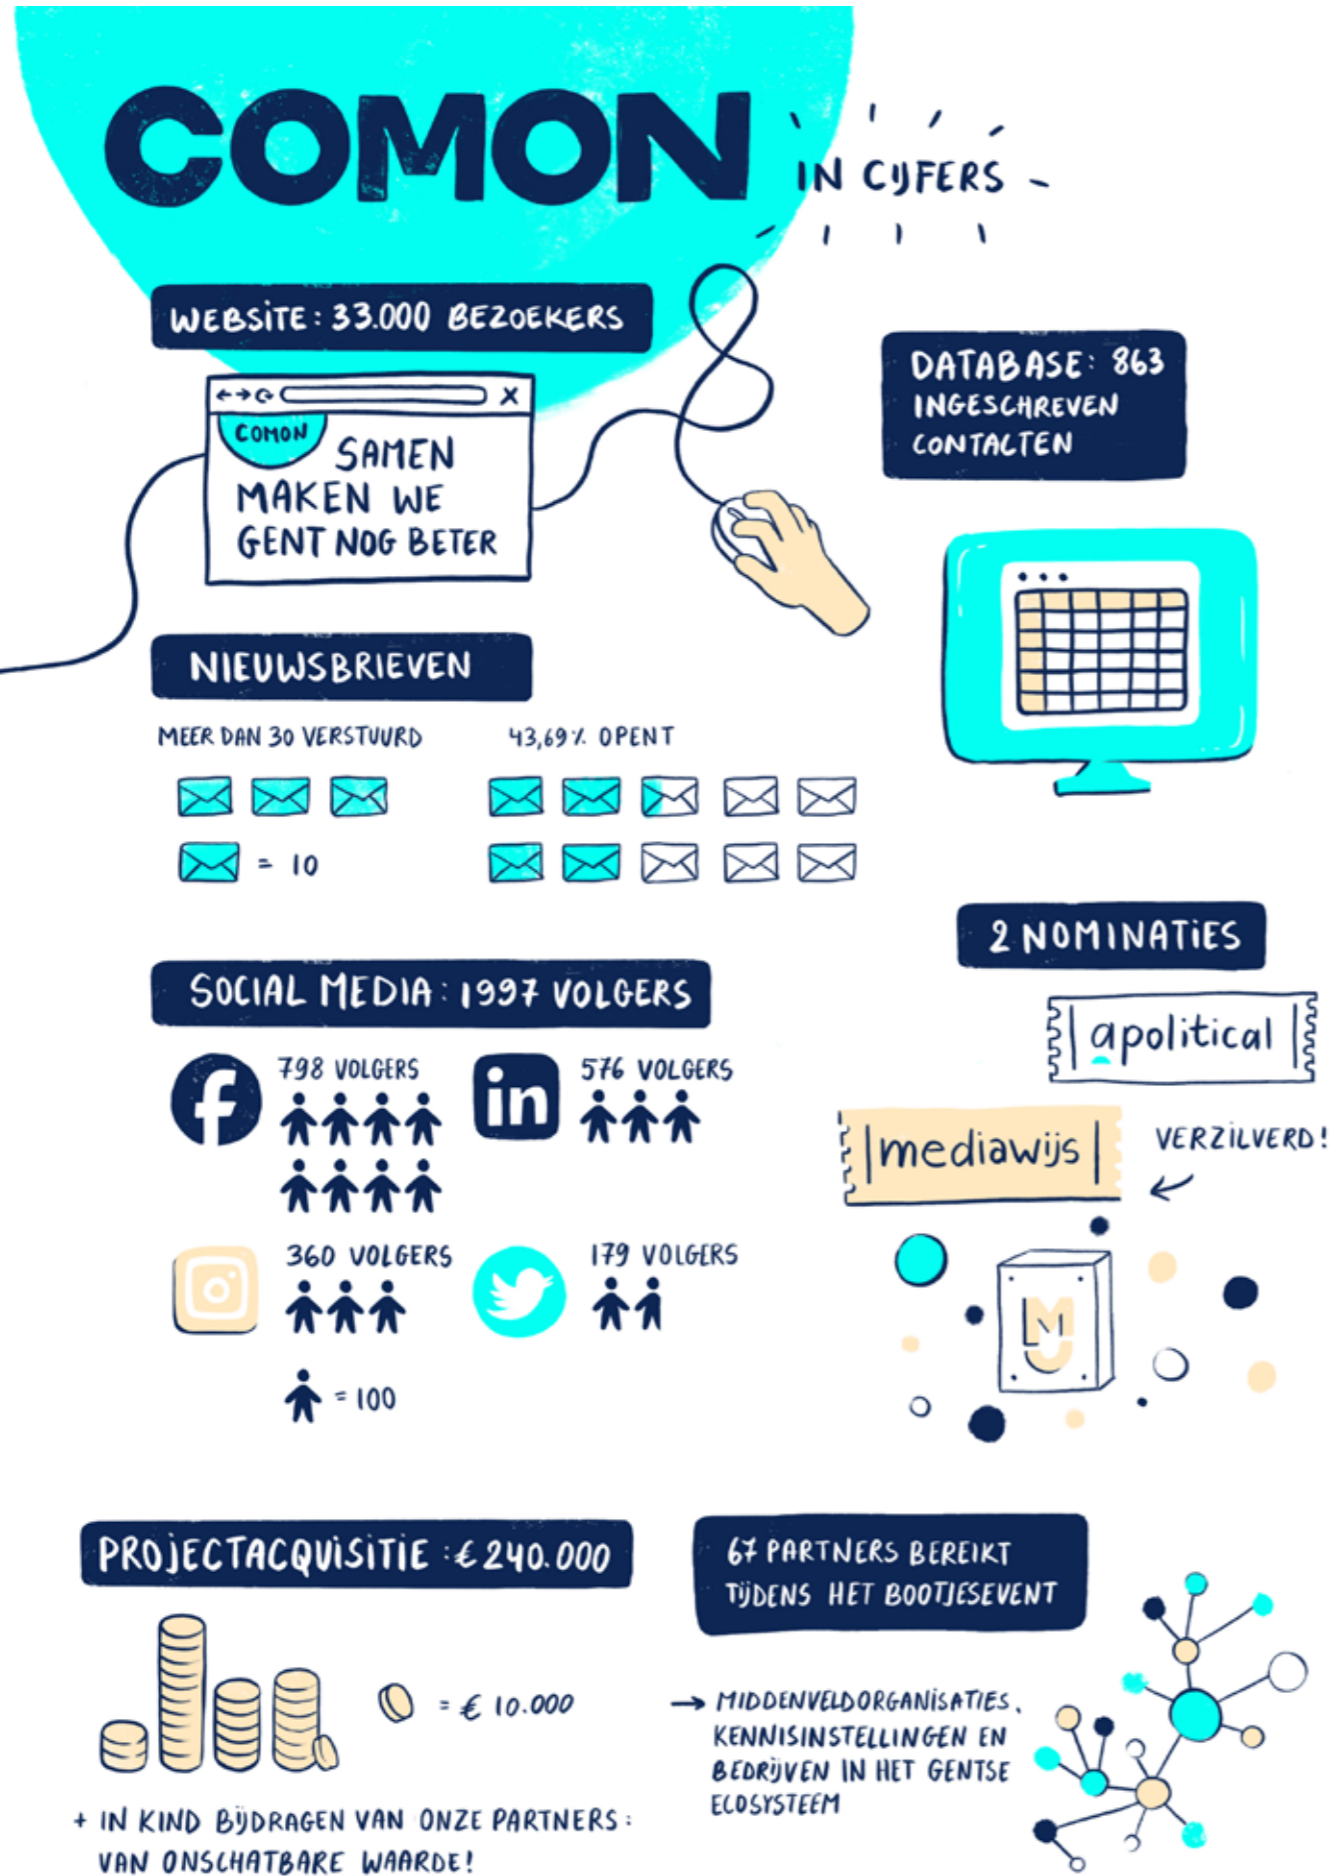 COMON
IN CIJFERS
WEBSITE: 33.000 BEZOEKERS
COMON
SAMEN
MAKEN WE
GENT NOG BETER
DATABASE: 863
INGESCHREVEN
CONTALTEN
NIEUWSBRIEVEN
MEER DAN 30 VERSTUURD
= 10
43,69% OPENT
2 NOMINATIES
apolitical
mediawijs
VERZILVERD!
M
SOCIAL MEDIA: 1997 VOLGERS
f
798 VOLGERS
in
576 VOLGERS
360 VOLGERS
179 VOLGERS
= 100
PROJECTACQUISITIE: € 240.000
= € 10.000
+ IN KIND BIJDRAGEN VAN ONZE PARTNERS:
VAN ONSCHATBARE WAARDE!
67 PARTNERS BEREIKT
TIJDENS HET BOOTJESEVENT
→ MIDDENVELDORGANISATIES,
KENNISINSTELLINGEN EN
BEDRIJVEN IN HET GENTSE
ECOSYSTEEM